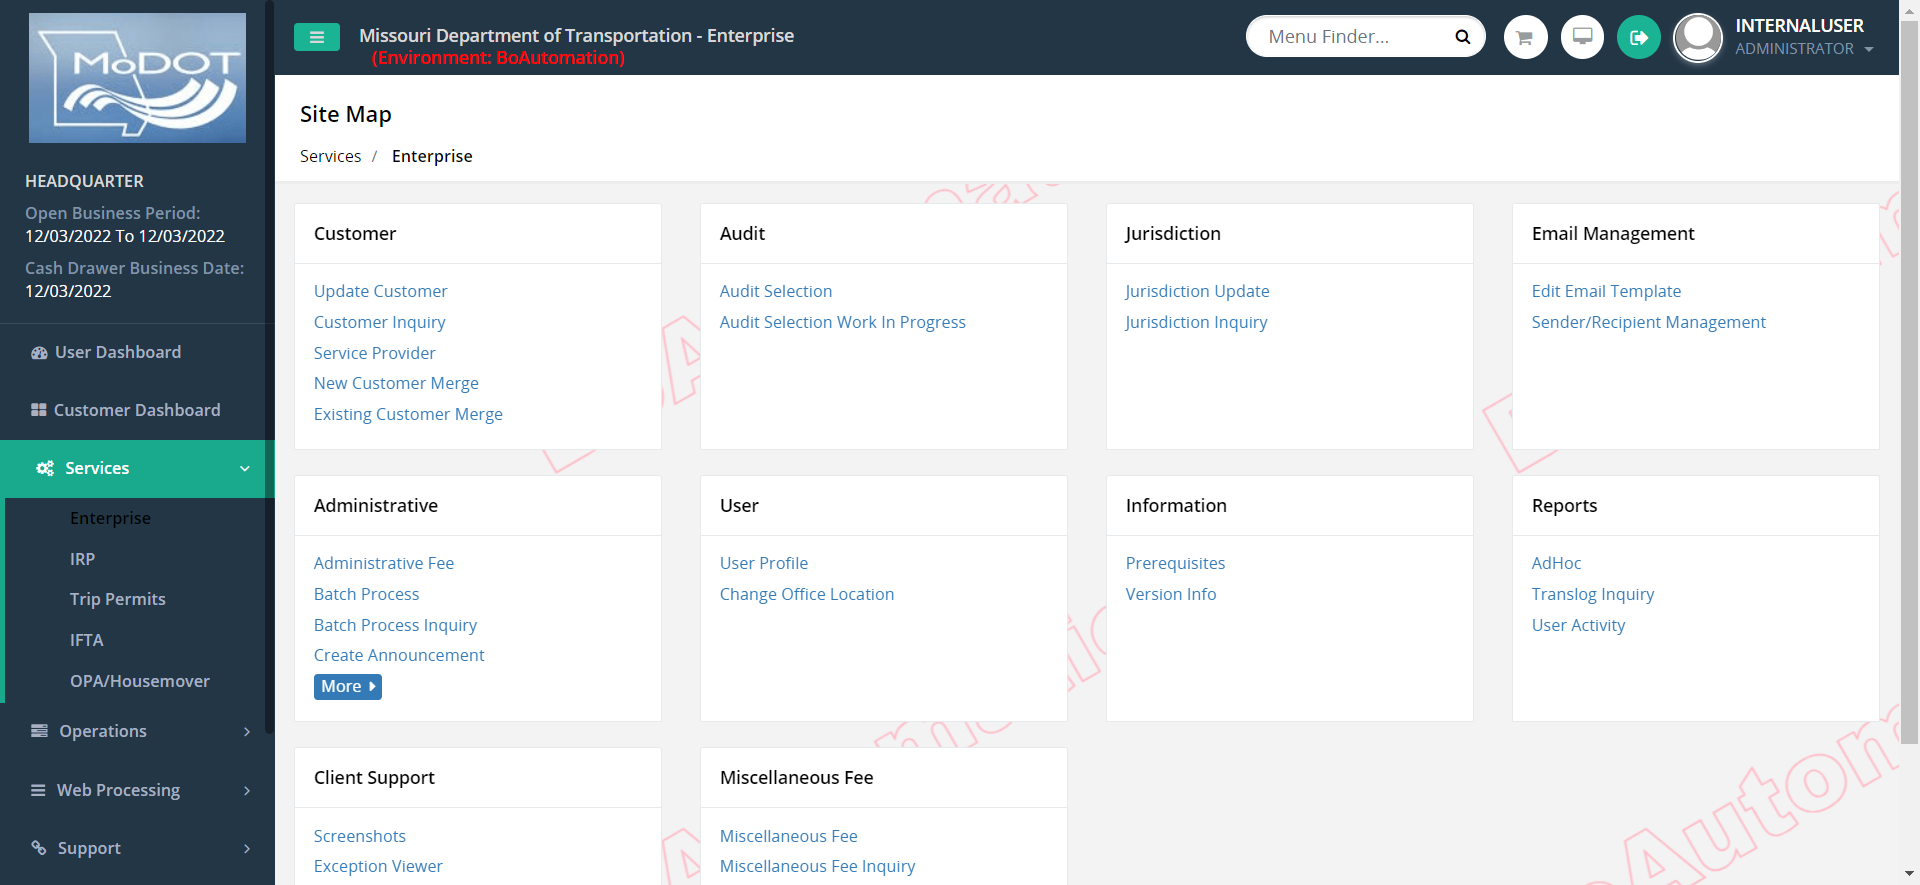 MoDOT
Missouri Department of Transportation - Enterprise
(Environment: BoAutomation)
Menu Finder...
INTERNALUSER
ADMINISTRATOR
HEADQUARTER
Open Business Period:
12/03/2022 To 12/03/2022
Cash Drawer Business Date:
12/03/2022
User Dashboard
Customer Dashboard
Services
Enterprise
IRP
Trip Permits
IFTA
OPA/Housemover
Operations
Web Processing
Support
Site Map
Services / Enterprise
Customer
Update Customer
Customer Inquiry
Service Provider
New Customer Merge
Existing Customer Merge
Audit
Audit Selection
Audit Selection Work In Progress
Jurisdiction
Jurisdiction Update
Jurisdiction Inquiry
Email Management
Edit Email Template
Sender/Recipient Management
Administrative
Administrative Fee
Batch Process
Batch Process Inquiry
Create Announcement
More
User
User Profile
Change Office Location
Information
Prerequisites
Version Info
Reports
AdHoc
Translog Inquiry
User Activity
Client Support
Screenshots
Exception Viewer
Miscellaneous Fee
Miscellaneous Fee
Miscellaneous Fee Inquiry